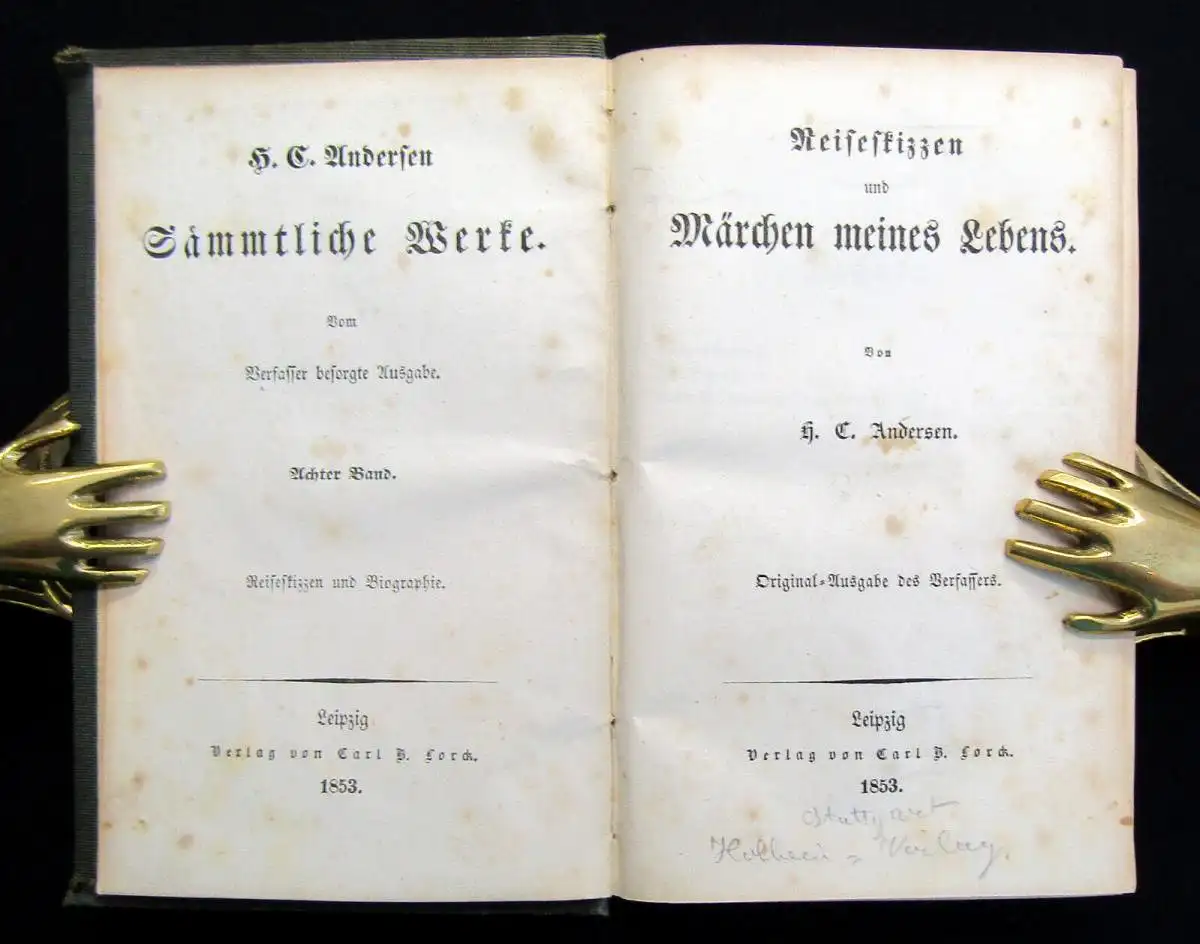 H. C. Andersen
Sämmtliche Werke.
Vom
Verfasser besorgte Ausgabe.
Achter Band.
Reiseskizzen und Biographie.
Leipzig
Verlag von Carl B. Lorck.
1853.
Reiseskizzen
und
Märchen meines Lebens.
Von
H. C. Andersen.
Original=Ausgabe des Verfassers.
Leipzig
Verlag von Carl B. Lorck.
1853.
Stuttgart
Holbein = Verlag.